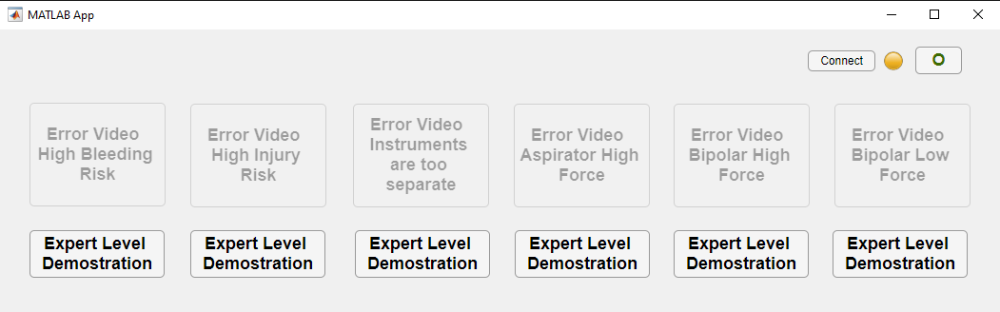 MATLAB App
Connect
O
Error Video
High Bleeding
Risk
Error Video
High Injury
Risk
Error Video
Instruments
are too
separate
Error Video
Aspirator High
Force
Error Video
Bipolar High
Force
Error Video
Bipolar Low
Force
Expert Level
Demostration
Expert Level
Demostration
Expert Level
Demostration
Expert Level
Demostration
Expert Level
Demostration
Expert Level
Demostration